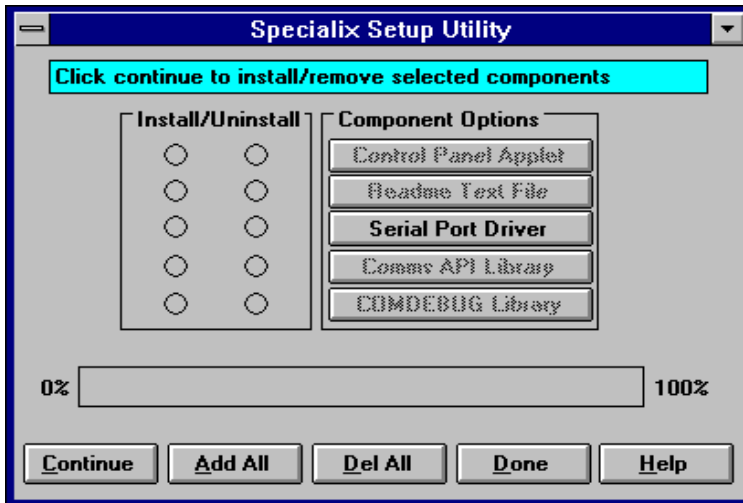 Specialix Setup Utility
Click continue to install/remove selected components
Install/Uninstall Component Options
Control Panel Applet
Readme Text File
Serial Port Driver
Comms API Library
COMDEBUG Library
0% 100%
Continue Add All Del All Done Help